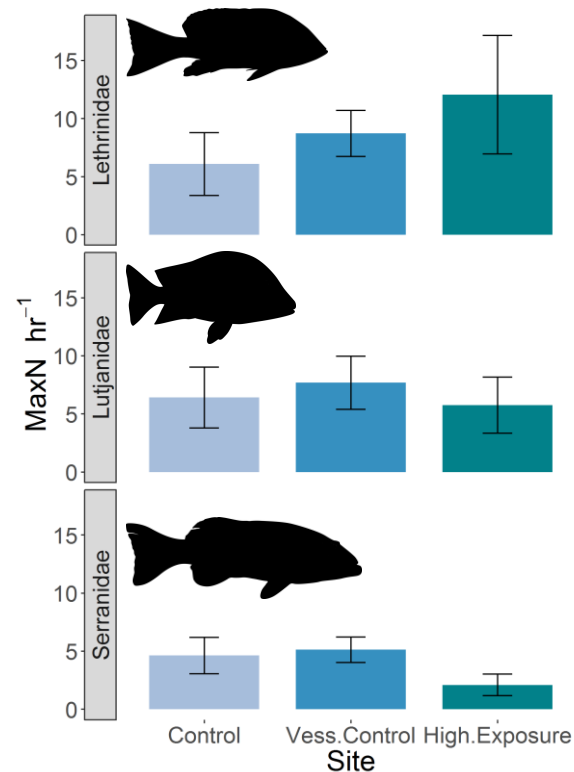 MaxN hr⁻¹
Lethrinidae
15
10
5
0
Lutjanidae
15
10
5
0
Serranidae
15
10
5
0
Control Vess.Control High.Exposure
Site